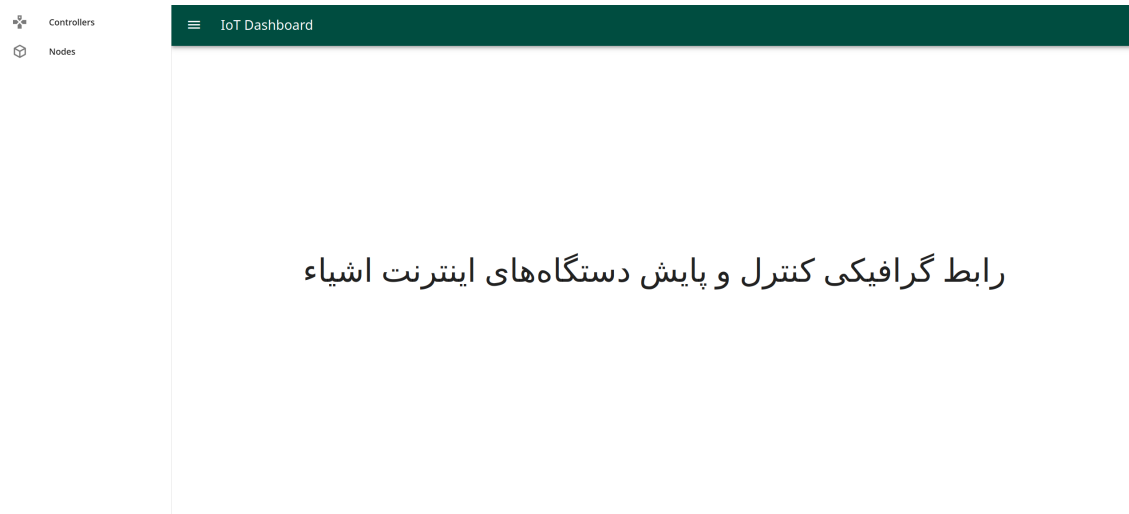 Controllers
Nodes
IoT Dashboard
رابط گرافیکی کنترل و پایش دستگاه‌های اینترنت اشیاء